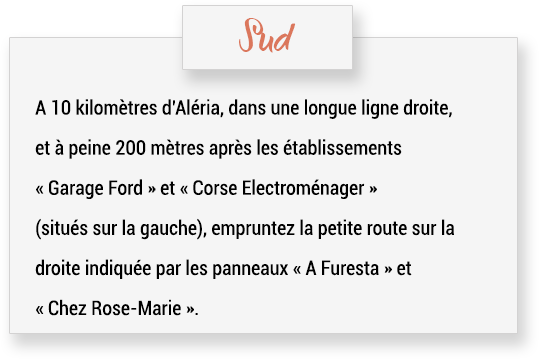 Sud
A 10 kilomètres d'Aléria, dans une longue ligne droite,
et à peine 200 mètres après les établissements
« Garage Ford » et « Corse Electroménager »
(situés sur la gauche), empruntez la petite route sur la
droite indiquée par les panneaux « A Furesta » et
« Chez Rose-Marie ».